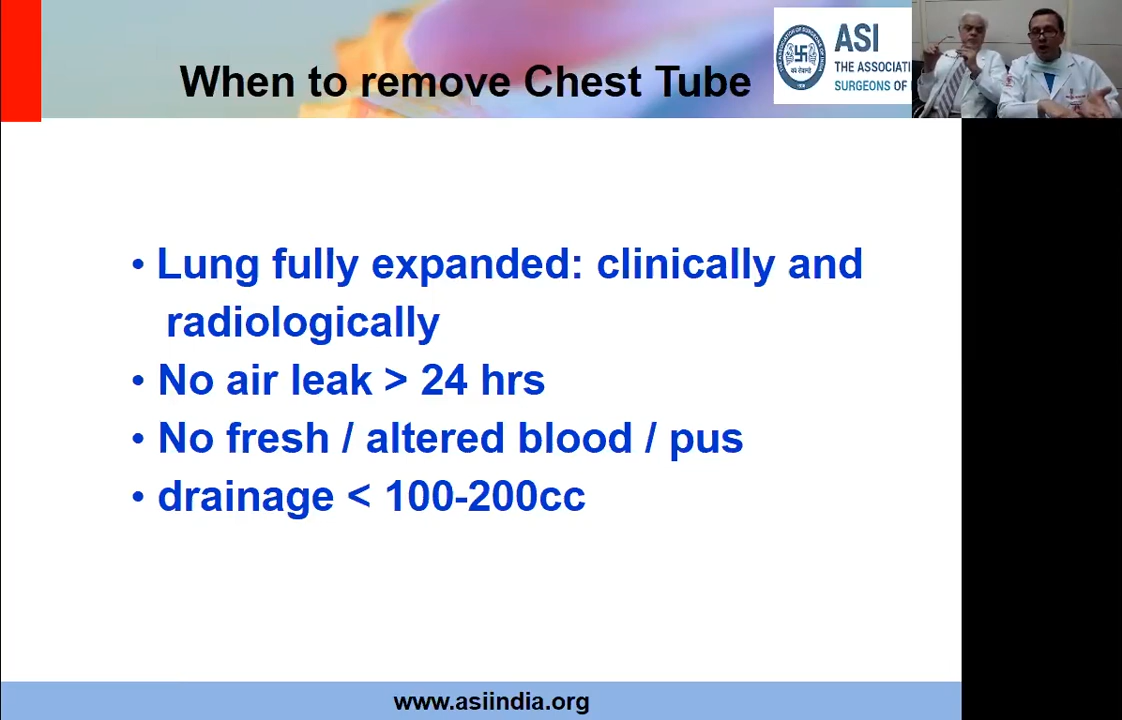 When to remove Chest Tube
ASI
THE ASSOCIATI
SURGEONS OF
• Lung fully expanded: clinically and
radiologically
• No air leak > 24 hrs
• No fresh / altered blood / pus
• drainage < 100-200cc
www.asiindia.org